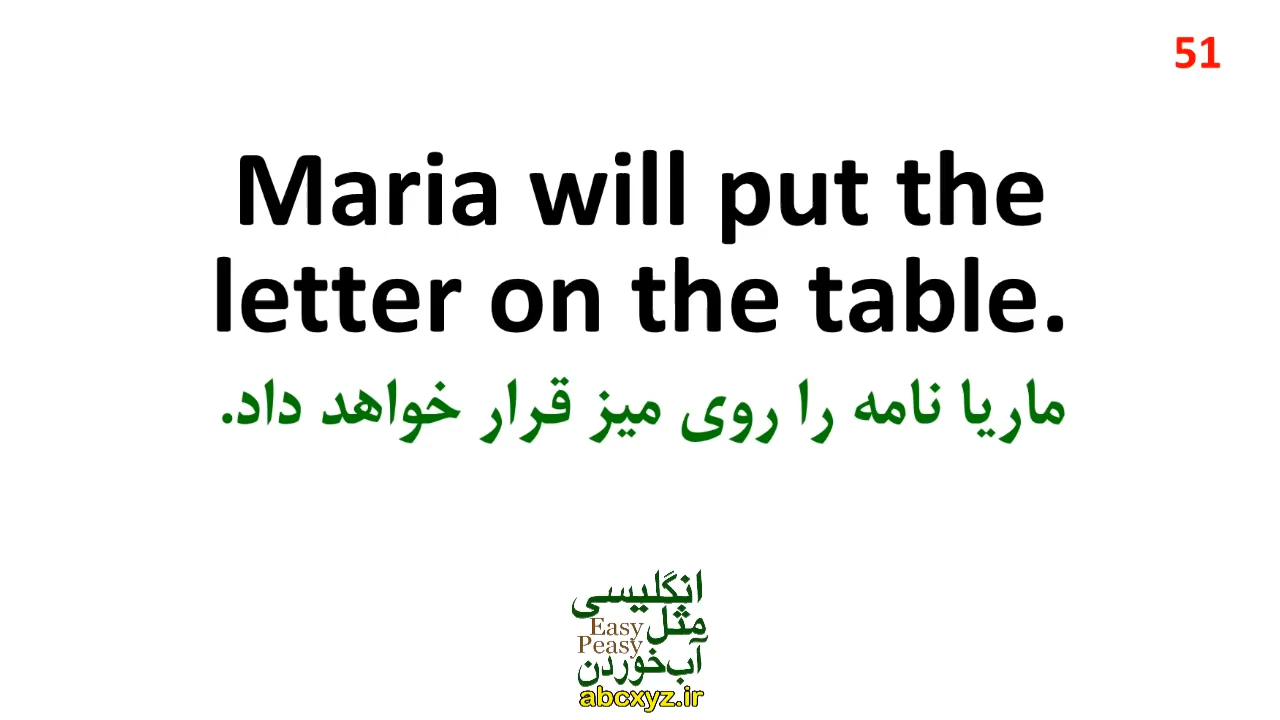 51
Maria will put the
letter on the table.
ماریا نامه را روی میز قرار خواهد داد.
انگلیسی
مثل
Easy
Peasy
آب‌خوردن
abcxyz.ir